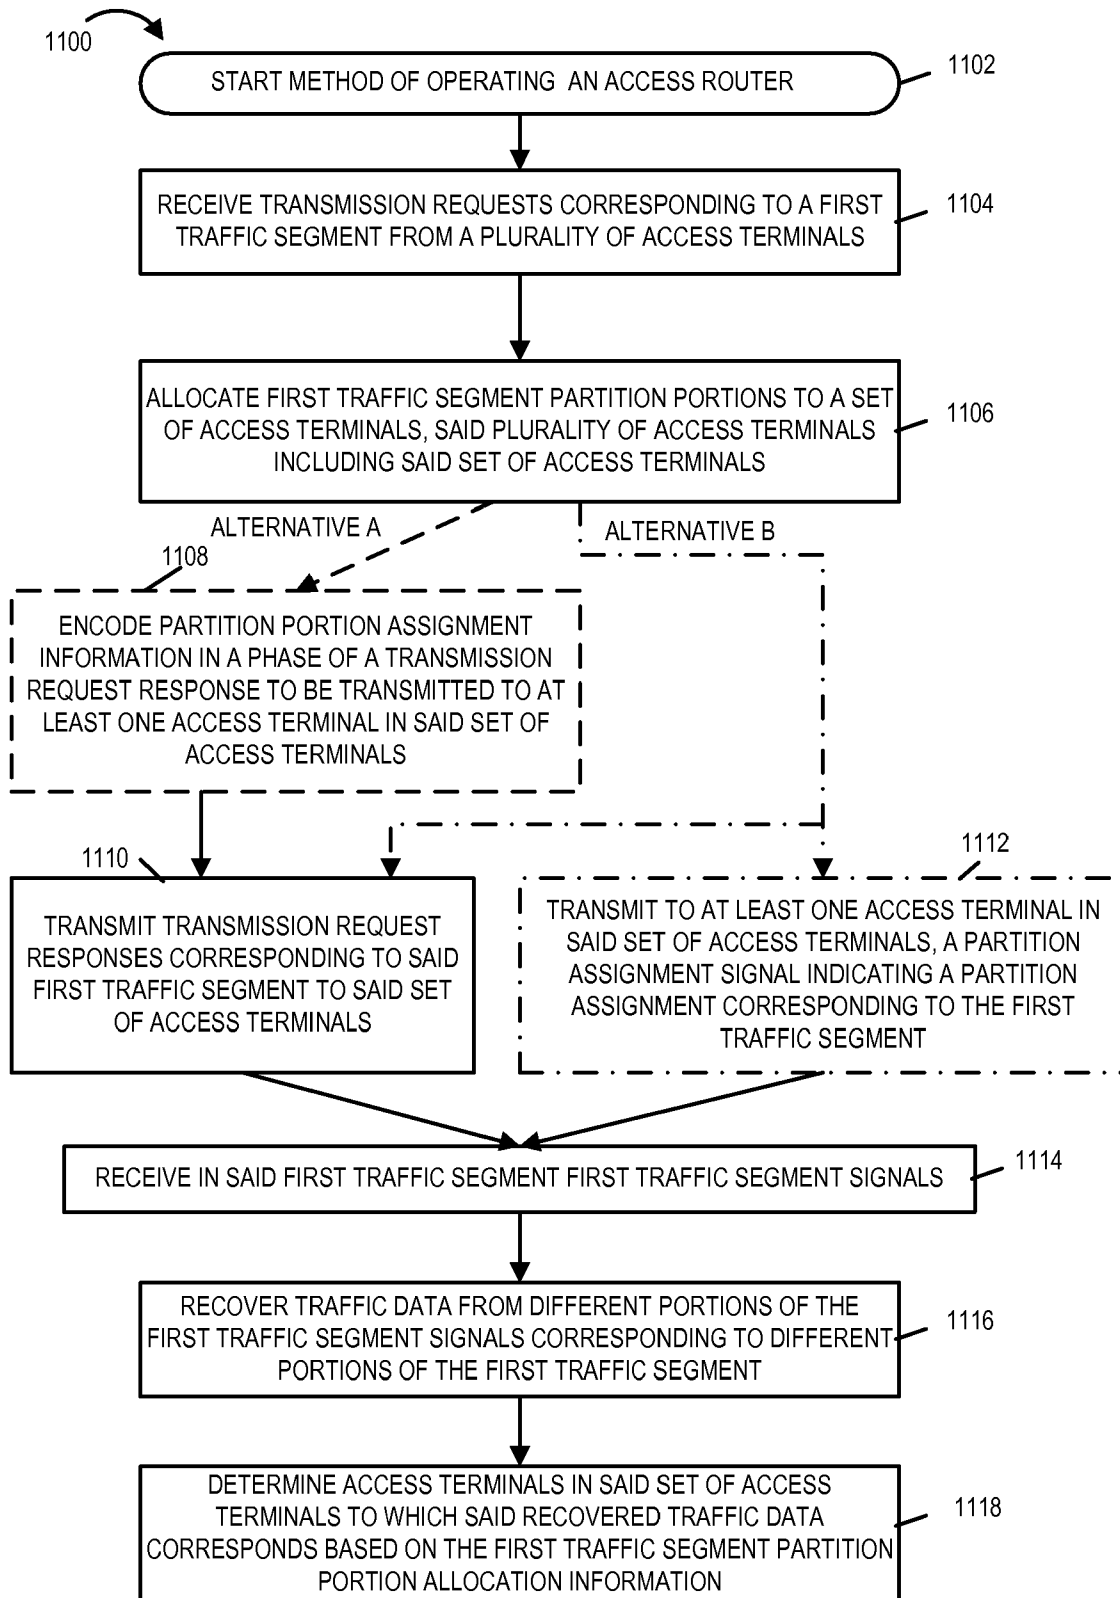 1100
START METHOD OF OPERATING AN ACCESS ROUTER
1102
RECEIVE TRANSMISSION REQUESTS CORRESPONDING TO A FIRST
TRAFFIC SEGMENT FROM A PLURALITY OF ACCESS TERMINALS
1104
ALLOCATE FIRST TRAFFIC SEGMENT PARTITION PORTIONS TO A SET
OF ACCESS TERMINALS, SAID PLURALITY OF ACCESS TERMINALS
INCLUDING SAID SET OF ACCESS TERMINALS
1106
ALTERNATIVE A
ALTERNATIVE B
1108
ENCODE PARTITION PORTION ASSIGNMENT
INFORMATION IN A PHASE OF A TRANSMISSION
REQUEST RESPONSE TO BE TRANSMITTED TO AT
LEAST ONE ACCESS TERMINAL IN SAID SET OF
ACCESS TERMINALS
1110
TRANSMIT TRANSMISSION REQUEST
RESPONSES CORRESPONDING TO SAID
FIRST TRAFFIC SEGMENT TO SAID SET
OF ACCESS TERMINALS
1112
TRANSMIT TO AT LEAST ONE ACCESS TERMINAL IN
SAID SET OF ACCESS TERMINALS, A PARTITION
ASSIGNMENT SIGNAL INDICATING A PARTITION
ASSIGNMENT CORRESPONDING TO THE FIRST
TRAFFIC SEGMENT
RECEIVE IN SAID FIRST TRAFFIC SEGMENT FIRST TRAFFIC SEGMENT SIGNALS
1114
RECOVER TRAFFIC DATA FROM DIFFERENT PORTIONS OF THE
FIRST TRAFFIC SEGMENT SIGNALS CORRESPONDING TO DIFFERENT
PORTIONS OF THE FIRST TRAFFIC SEGMENT
1116
DETERMINE ACCESS TERMINALS IN SAID SET OF ACCESS
TERMINALS TO WHICH SAID RECOVERED TRAFFIC DATA
CORRESPONDS BASED ON THE FIRST TRAFFIC SEGMENT PARTITION
PORTION ALLOCATION INFORMATION
1118